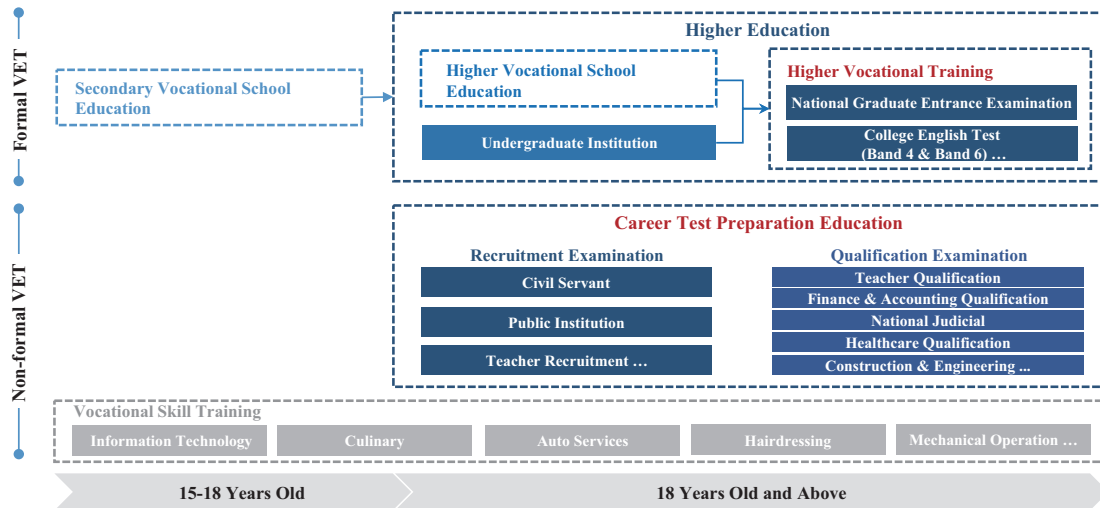 Formal VET
Higher Education
Secondary Vocational School
Education
Higher Vocational School
Education
Undergraduate Institution
Higher Vocational Training
National Graduate Entrance Examination
College English Test
(Band 4 & Band 6) …
Non-formal VET
Career Test Preparation Education
Recruitment Examination
Civil Servant
Public Institution
Teacher Recruitment …
Qualification Examination
Teacher Qualification
Finance & Accounting Qualification
National Judicial
Healthcare Qualification
Construction & Engineering ...
Vocational Skill Training
Information Technology
Culinary
Auto Services
Hairdressing
Mechanical Operation …
15-18 Years Old
18 Years Old and Above